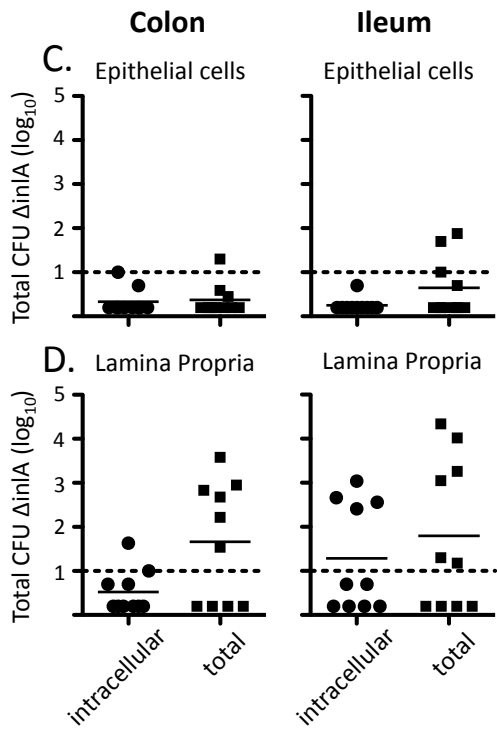 Colon
Ileum
C.
Epithelial cells
Epithelial cells
Total CFU ΔinlA (log10)
5
4
3
2
1
5
4
3
2
1
D.
Lamina Propria
Lamina Propria
Total CFU ΔinlA (log10)
5
4
3
2
1
0
5
4
3
2
1
0
intracellular
total
intracellular
total